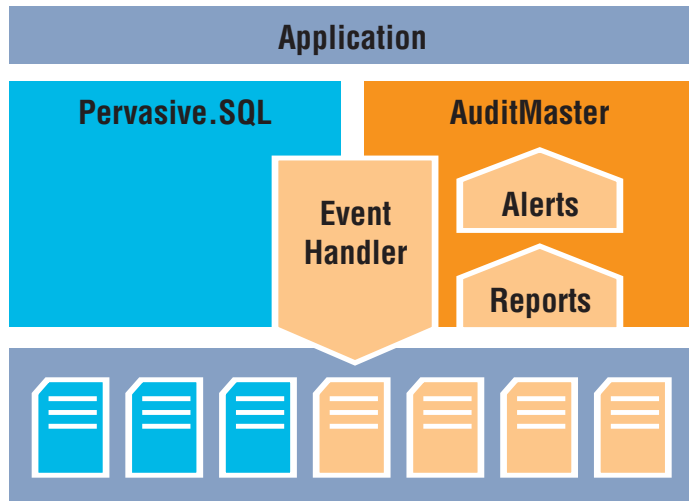 Application
Pervasive.SQL
AuditMaster
Event
Handler
Alerts
Reports